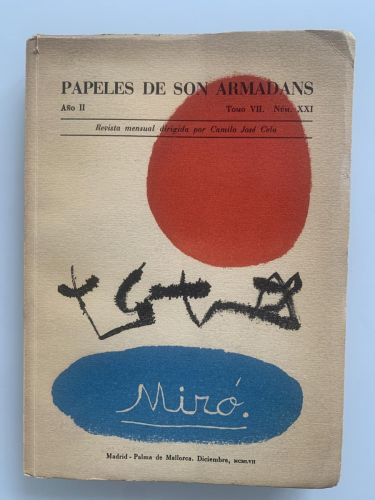 PAPELES DE SON ARMADANS
Año II Tomo VII. Núm. XXI
Revista mensual dirigida por Camilo José Cela
Miró.
Madrid - Palma de Mallorca. Diciembre, MCMLVII